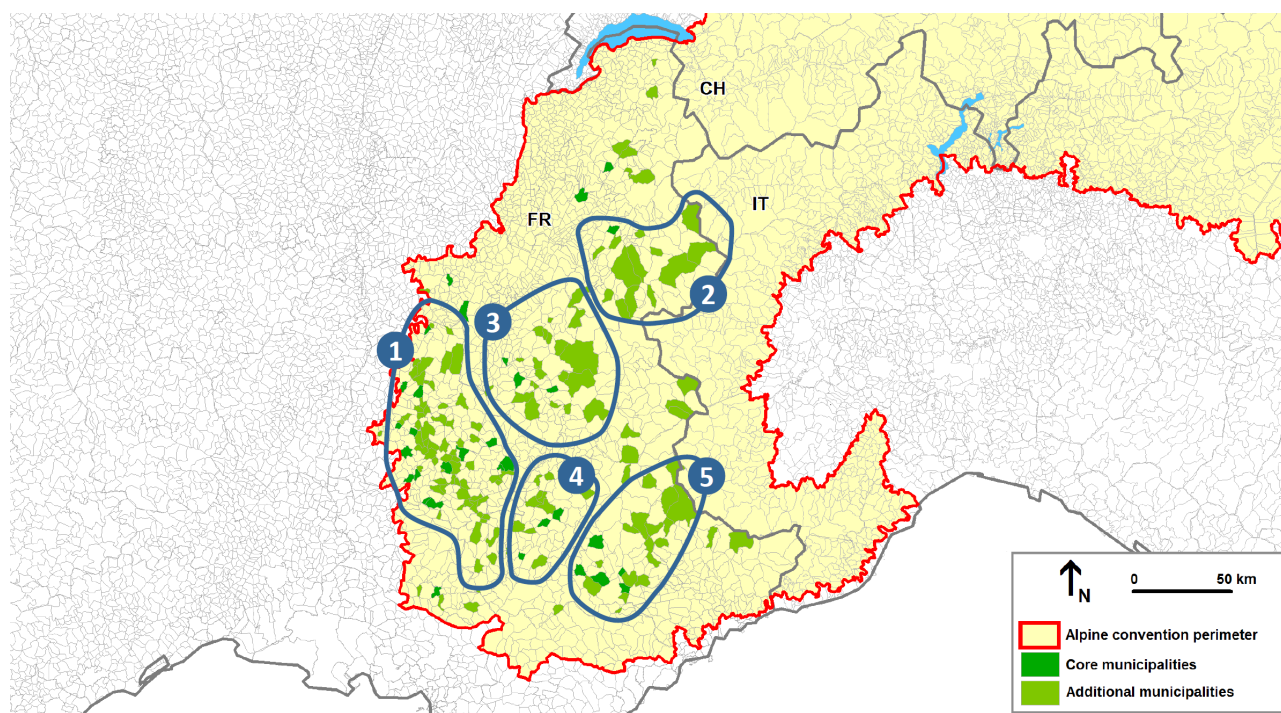 CH
IT
FR
2
3
1
4
5
N
0 50 km
Alpine convention perimeter
Core municipalities
Additional municipalities